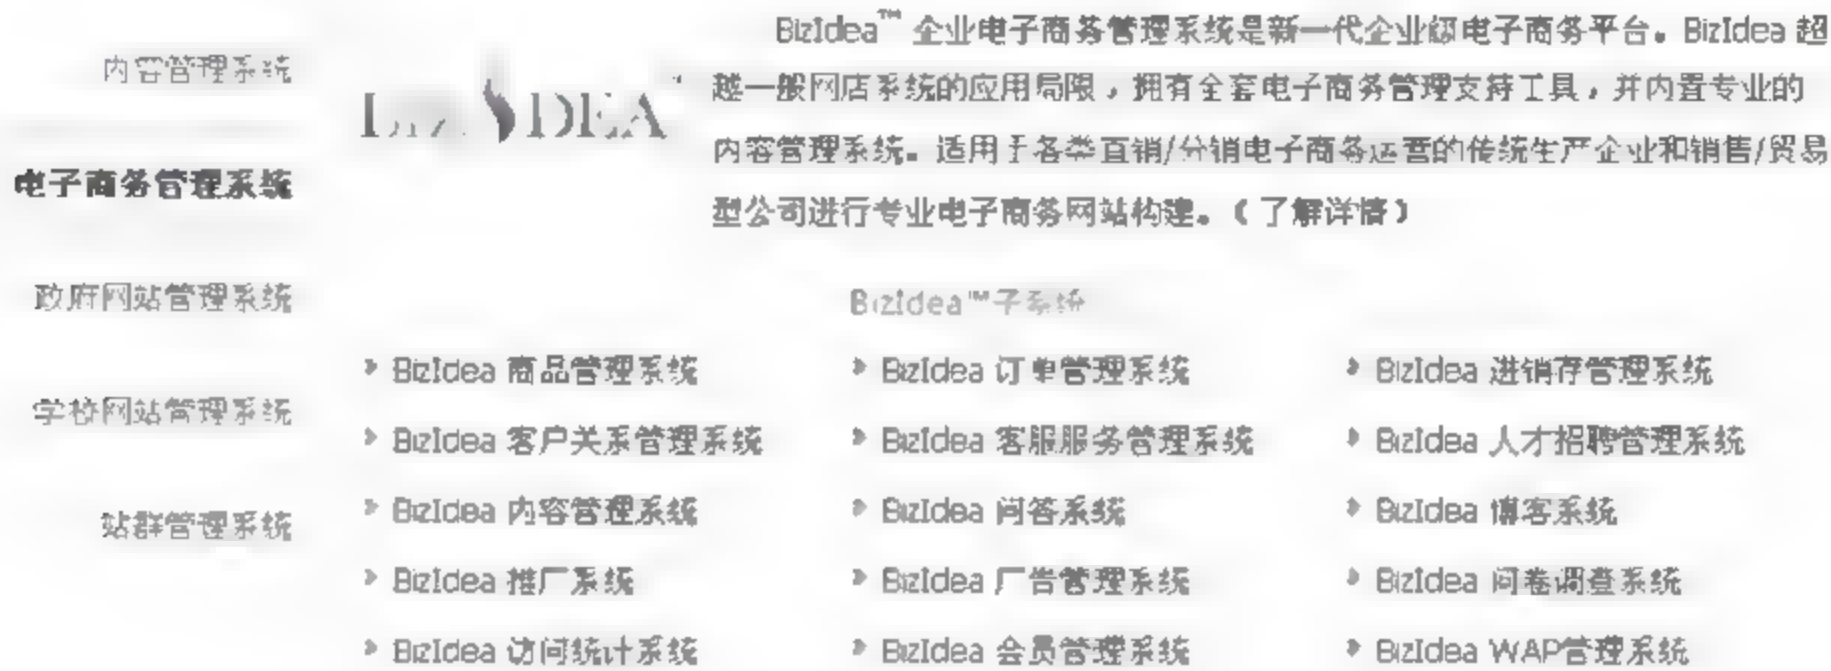 内容管理系统
电子商务管理系统
政府网站管理系统
学校网站管理系统
站群管理系统
BizIdea™ 企业电子商务管理系统是新一代企业级电子商务平台。BizIdea 超
越一般网店系统的应用局限，拥有全套电子商务管理支持工具，并内置专业的
内容管理系统。适用于各类直销/分销电子商务运营的传统生产企业和销售/贸易
型公司进行专业电子商务网站构建。（了解详情）
BizIdea™子系统
BizIdea 商品管理系统
BizIdea 订单管理系统
BizIdea 进销存管理系统
BizIdea 客户关系管理系统
BizIdea 客服服务管理系统
BizIdea 人才招聘管理系统
BizIdea 内容管理系统
BizIdea 问答系统
BizIdea 博客系统
BizIdea 推广系统
BizIdea 广告管理系统
BizIdea 问卷调查系统
BizIdea 访问统计系统
BizIdea 会员管理系统
BizIdea WAP管理系统